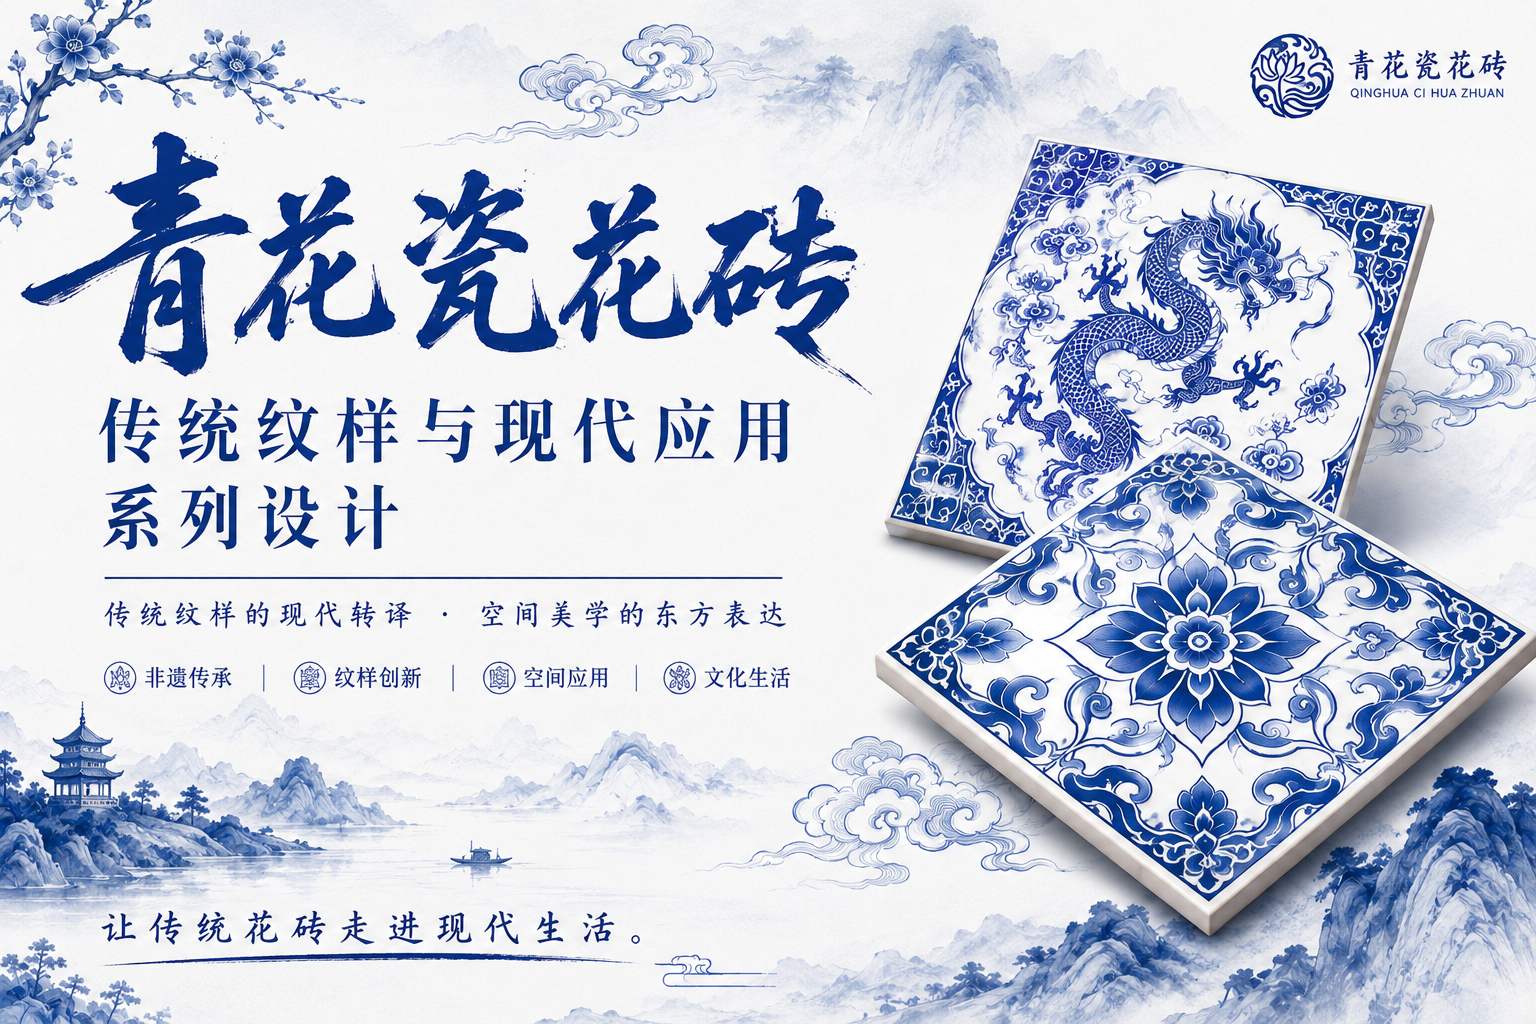 青花瓷花砖
QINGHUA CI HUA ZHUAN
青花瓷花砖
传统纹样与现代应用
系列设计
传统纹样的现代转译 · 空间美学的东方表达
非遗传承 | 纹样创新 | 空间应用 | 文化生活
让传统花砖走进现代生活。